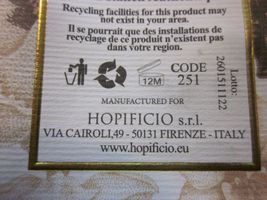 Recycling facilities for this product may
not exist in your area.
Il se pourrait que des installations de
recyclage de ce produit n'existent pas
dans votre region.
12M
CODE
251
Lotto:
2601511122
MANUFACTURED FOR
HOPIFICIO s.r.l.
VIA CAIROLI,49 - 50131 FIRENZE - ITALY
www.hopificio.eu